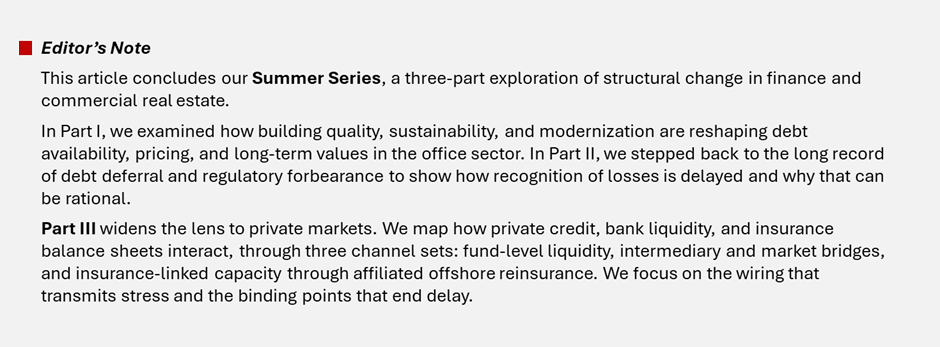 Editor’s Note
This article concludes our Summer Series, a three-part exploration of structural change in finance and
commercial real estate.
In Part I, we examined how building quality, sustainability, and modernization are reshaping debt
availability, pricing, and long-term values in the office sector. In Part II, we stepped back to the long record
of debt deferral and regulatory forbearance to show how recognition of losses is delayed and why that can
be rational.
Part III widens the lens to private markets. We map how private credit, bank liquidity, and insurance
balance sheets interact, through three channel sets: fund-level liquidity, intermediary and market bridges,
and insurance-linked capacity through affiliated offshore reinsurance. We focus on the wiring that
transmits stress and the binding points that end delay.